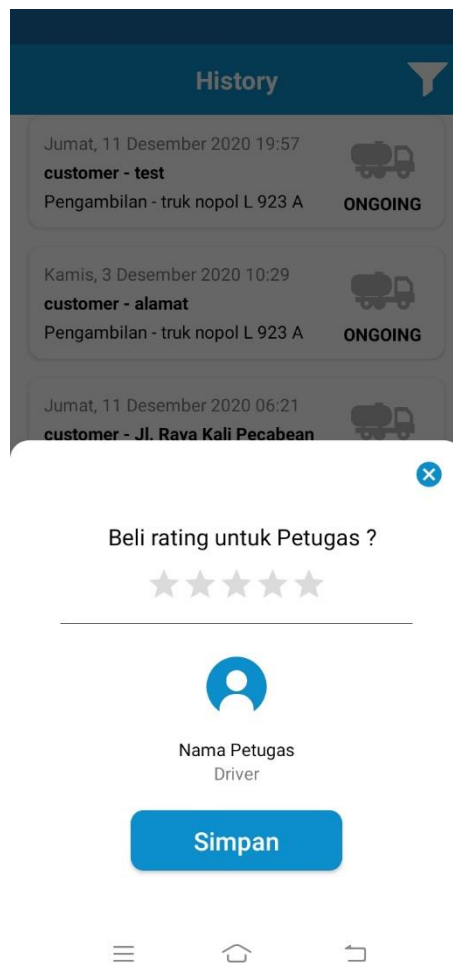 History
Jumat, 11 Desember 2020 19:57
customer - test
Pengambilan - truk nopol L 923 A
ONGOING
Kamis, 3 Desember 2020 10:29
customer - alamat
Pengambilan - truk nopol L 923 A
ONGOING
Jumat, 11 Desember 2020 06:21
customer - Jl. Raya Kali Pecabean
Beli rating untuk Petugas ?
Nama Petugas
Driver
Simpan